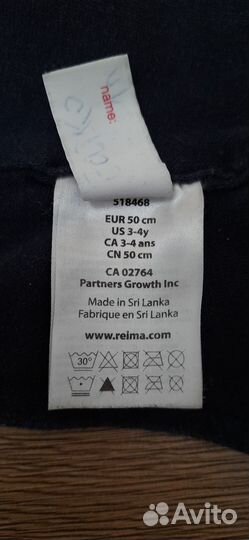 name:
518468
EUR 50 cm
US 3-4y
CA 3-4 ans
CN 50 cm
CA 02764
Partners Growth Inc
Made in Sri Lanka
Fabrique en Sri Lanka
www.reima.com
30°
Avito